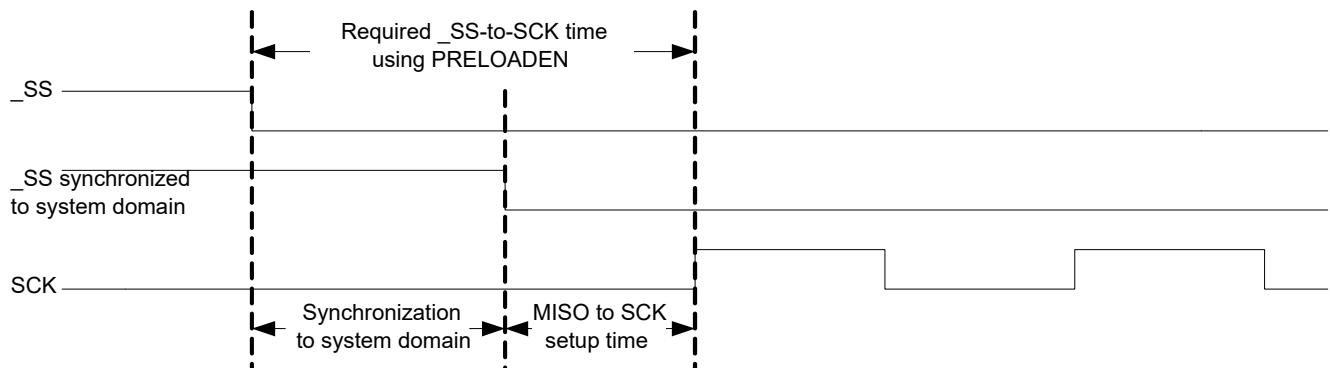 Required _SS-to-SCK time
using PRELOADEN
_SS
_SS synchronized
to system domain
SCK
Synchronization
to system domain
MISO to SCK
setup time